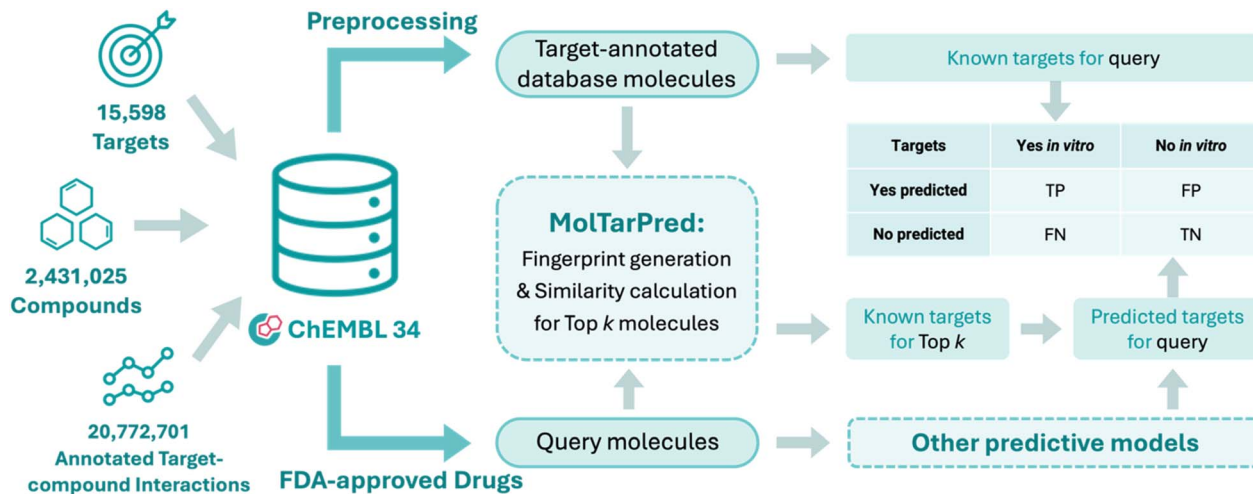 Preprocessing
15,598
Targets
2,431,025
Compounds
20,772,701
Annotated Target-
compound Interactions
ChEMBL 34
FDA-approved Drugs
Target-annotated
database molecules
MolTarPred:
Fingerprint generation
& Similarity calculation
for Top k molecules
Query molecules
Known targets for query
Targets Yes in vitro No in vitro
Yes predicted TP FP
No predicted FN TN
Known targets
for Top k
Predicted targets
for query
Other predictive models